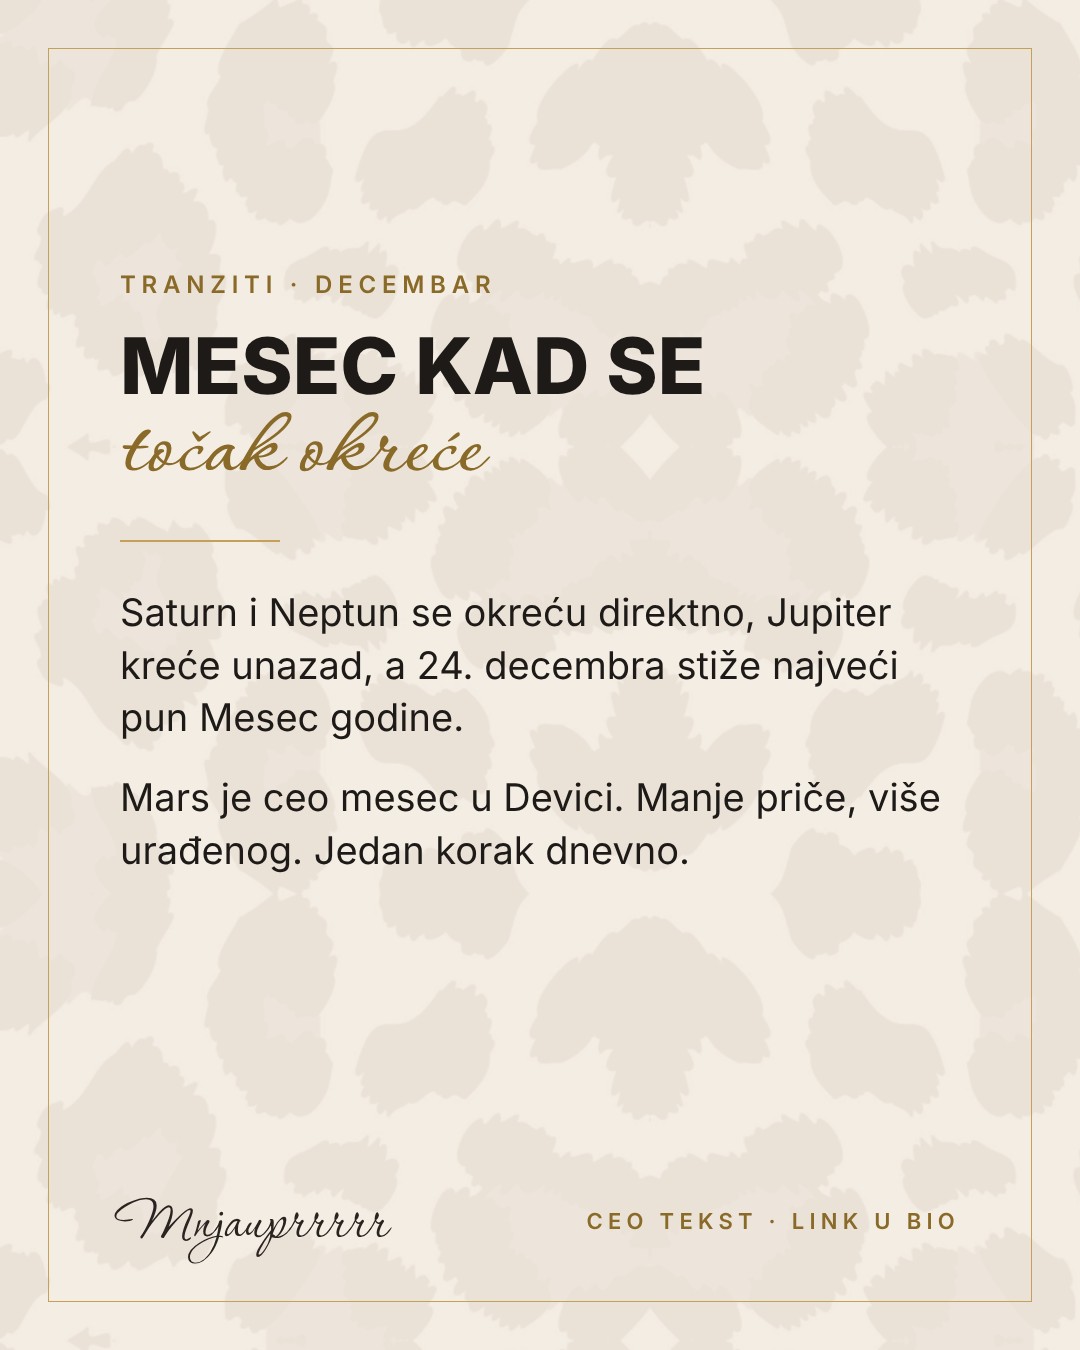 TRANZITI · DECEMBAR
MESEC KAD SE
točak okreće
Saturn i Neptun se okreću direktno, Jupiter
kreće unazad, a 24. decembra stiže najveći
pun Mesec godine.
Mars je ceo mesec u Devici. Manje priče, više
urađenog. Jedan korak dnevno.
Mnjauprrrrr
CEO TEKST · LINK U BIO